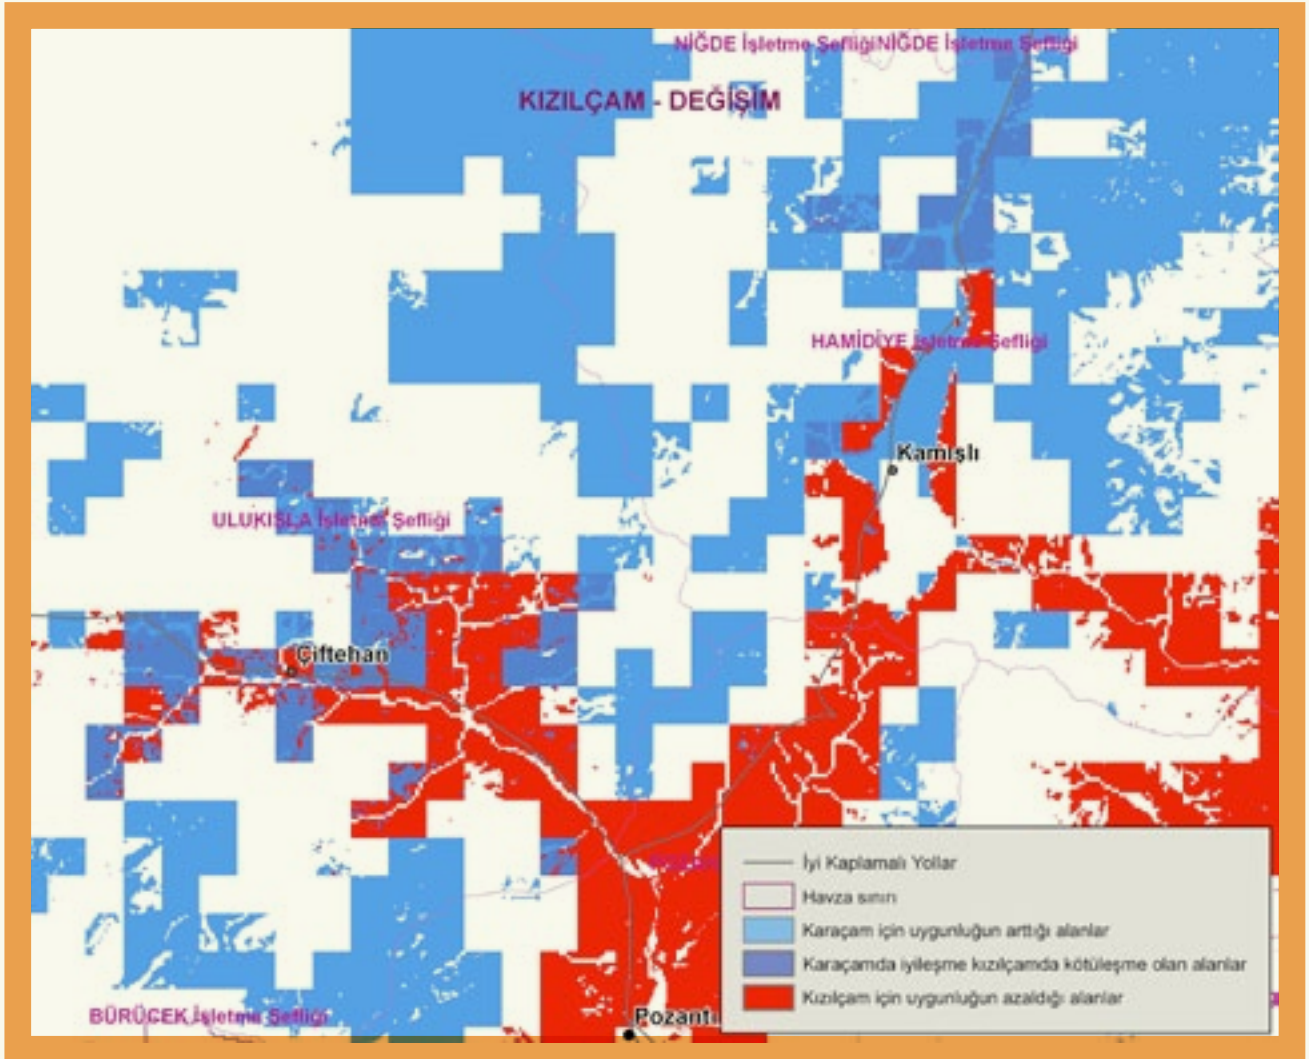 NİĞDE İşletme Şefliği NİĞDE İşletme Şefliği
KIZILÇAM - DEĞİŞİM
HAMİDİYE İşletme Şefliği
Kamışlı
ULUKIŞLA İşletme Şefliği
Çiftehan
İyi Kaplamalı Yollar
Havza sınırı
Karaçam için uygunluğun arttığı alanlar
Karaçamda iyileşme kızılçamda kötüleşme olan alanlar
Kızılçam için uygunluğun azaldığı alanlar
BÜRÜCEK İşletme Şefliği
Pozantı